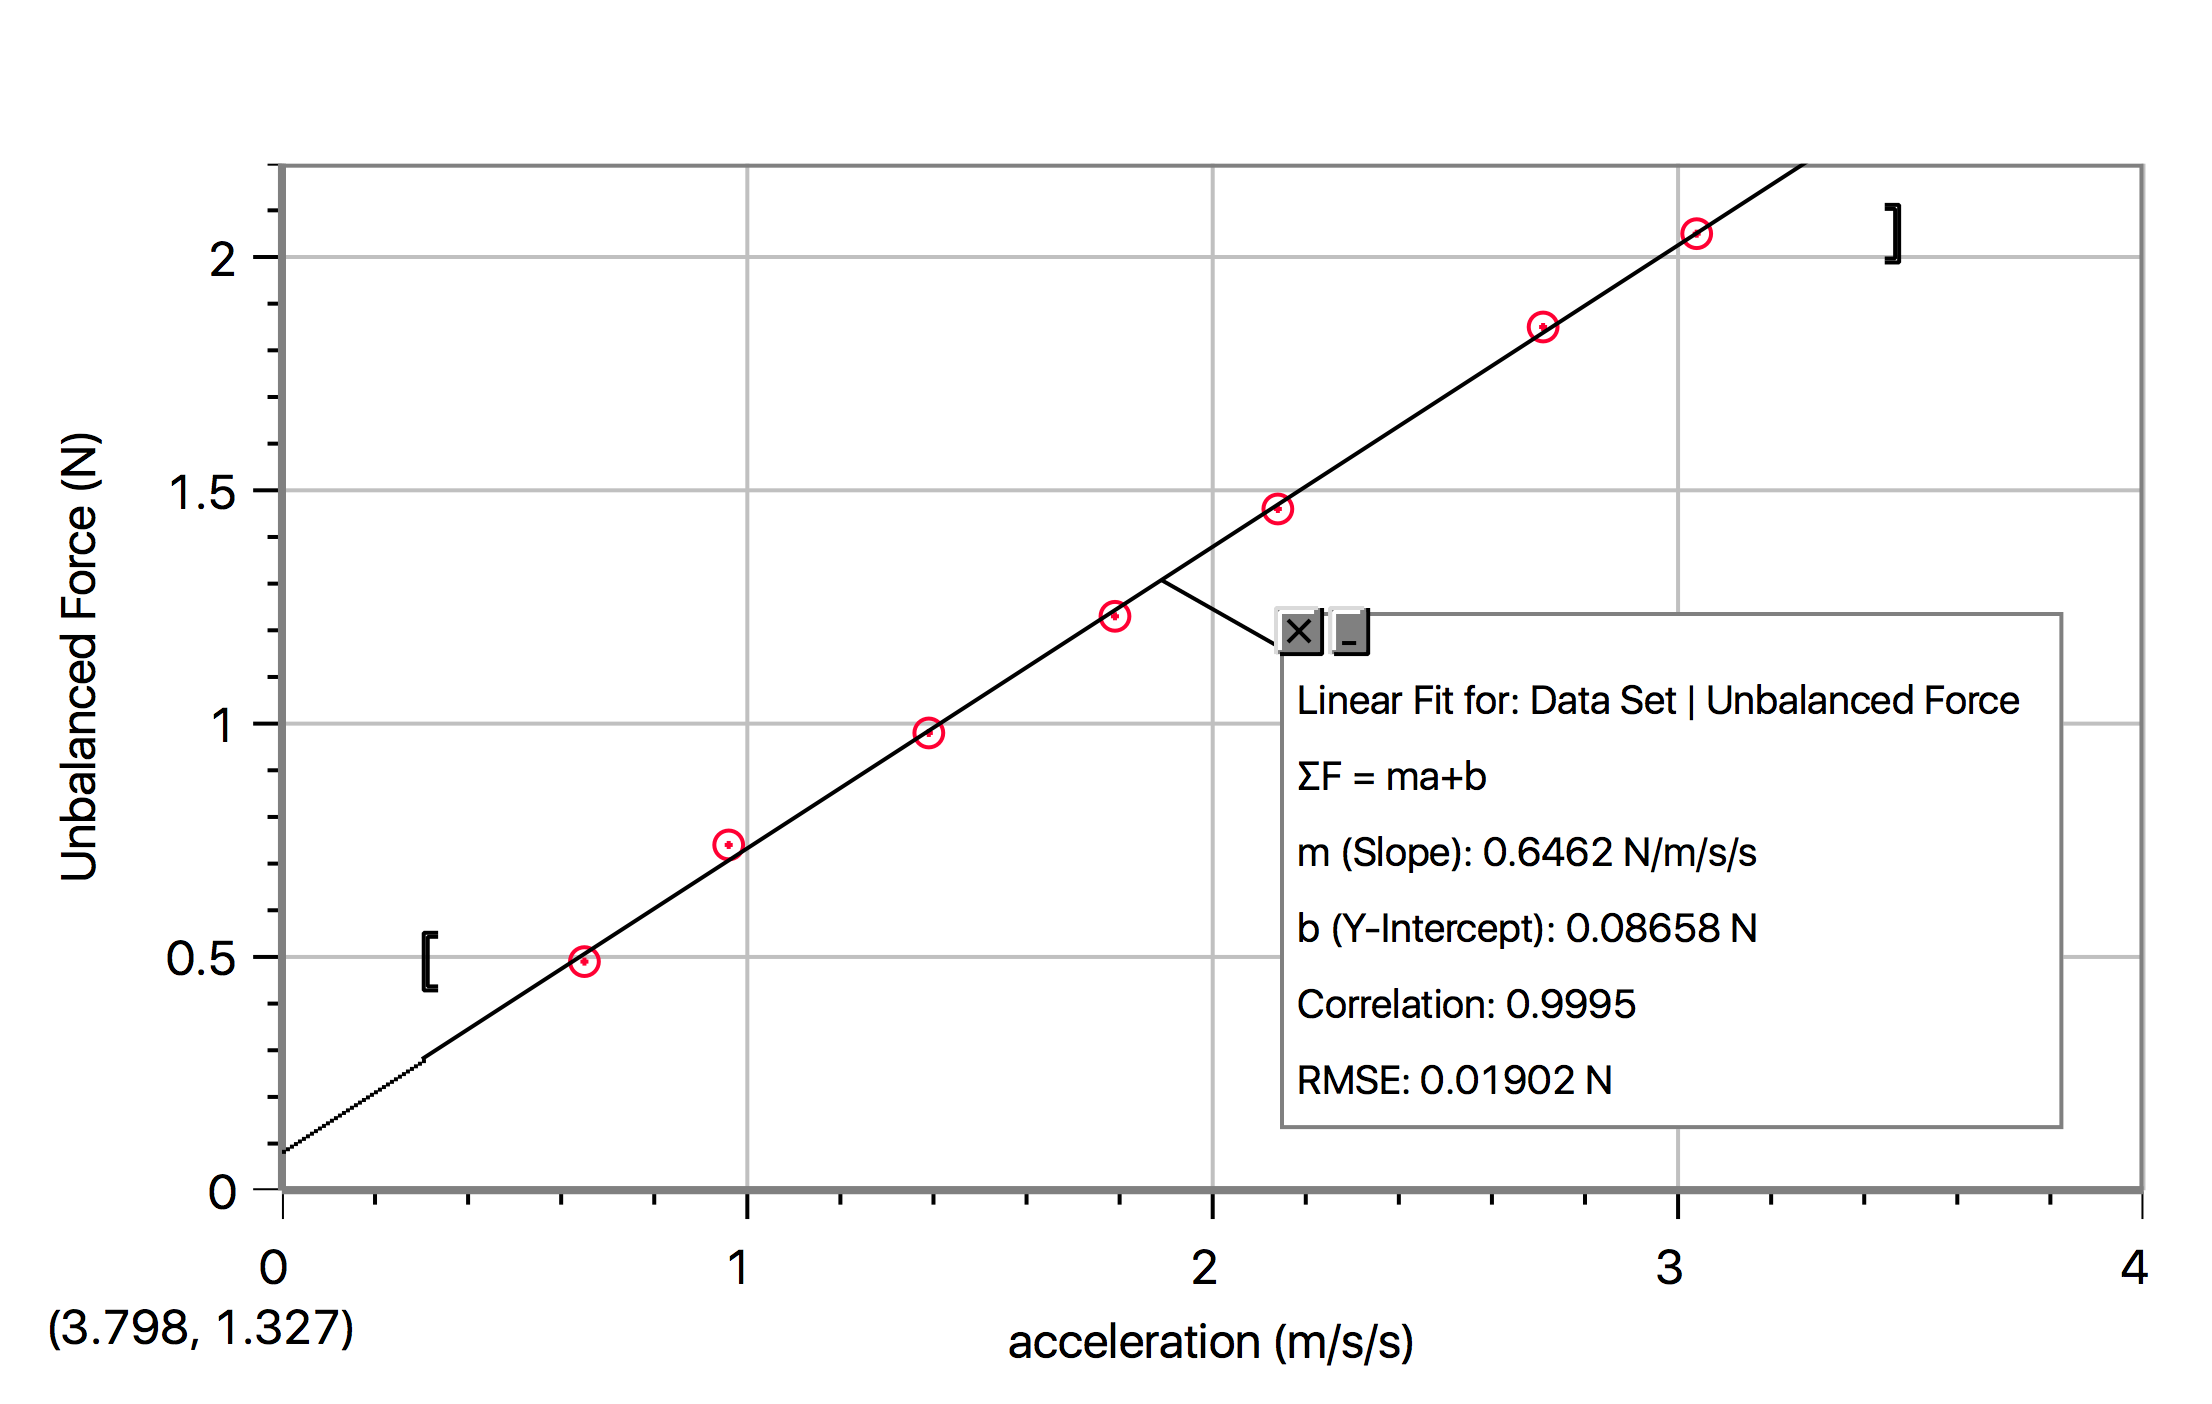 2
1.5
1
0.5
0
Unbalanced Force (N)
Linear Fit for: Data Set | Unbalanced Force
ΣF = ma+b
m (Slope): 0.6462 N/m/s/s
b (Y-Intercept): 0.08658 N
Correlation: 0.9995
RMSE: 0.01902 N
0 1 2 3 4
(3.798, 1.327)
acceleration (m/s/s)